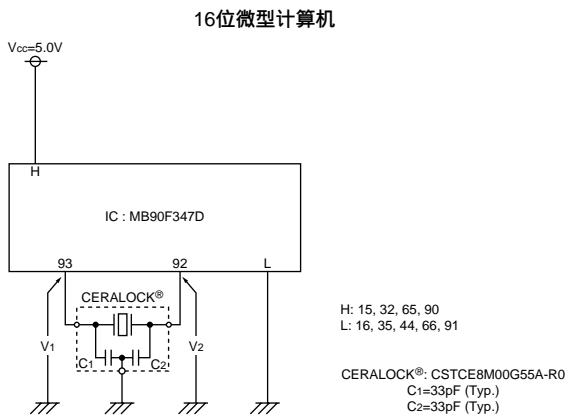 16位微型计算机
Vcc=5.0V
H
IC : MB90F347D
93
92
L
CERALOCK®
V1
C1
C2
V2
H: 15, 32, 65, 90
L: 16, 35, 44, 66, 91
CERALOCK®: CSTCE8M00G55A-R0
C1=33pF (Typ.)
C2=33pF (Typ.)